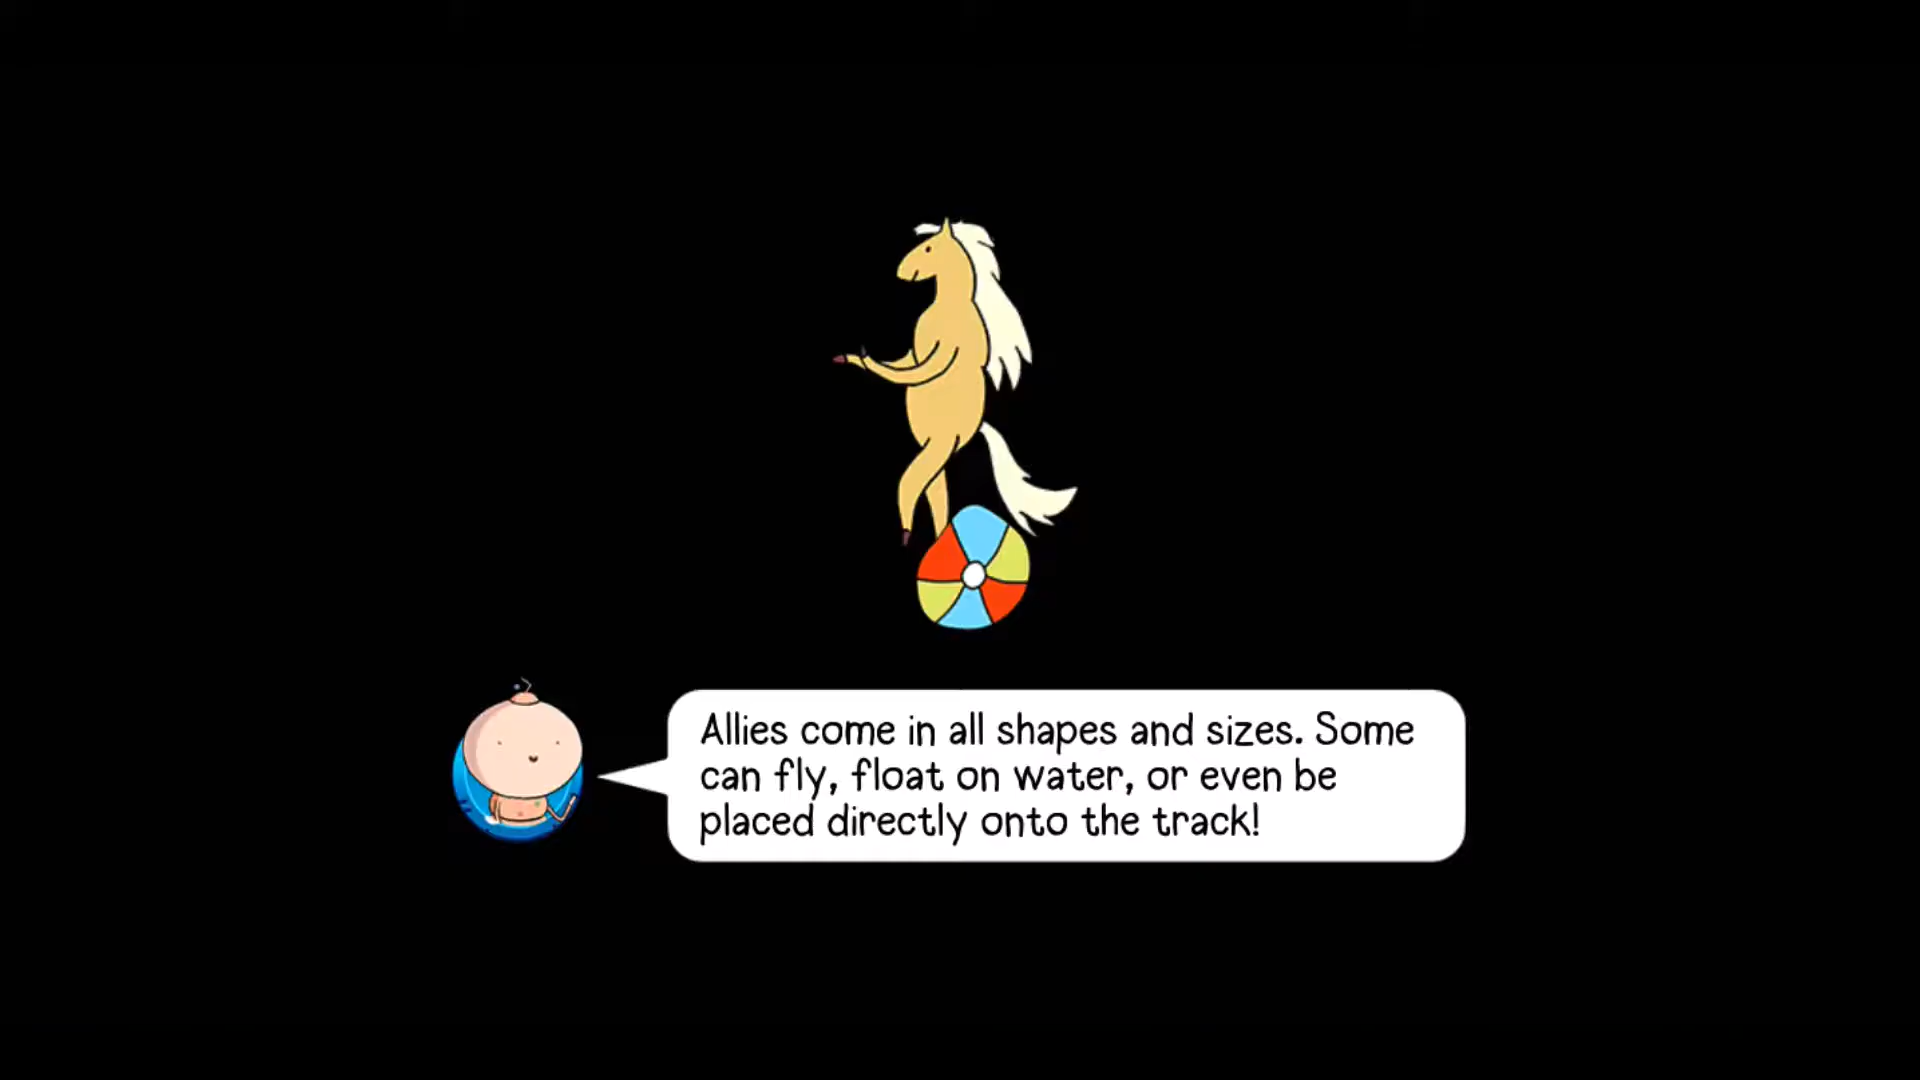 Allies come in all shapes and sizes. Some
can fly, float on water, or even be
placed directly onto the track!